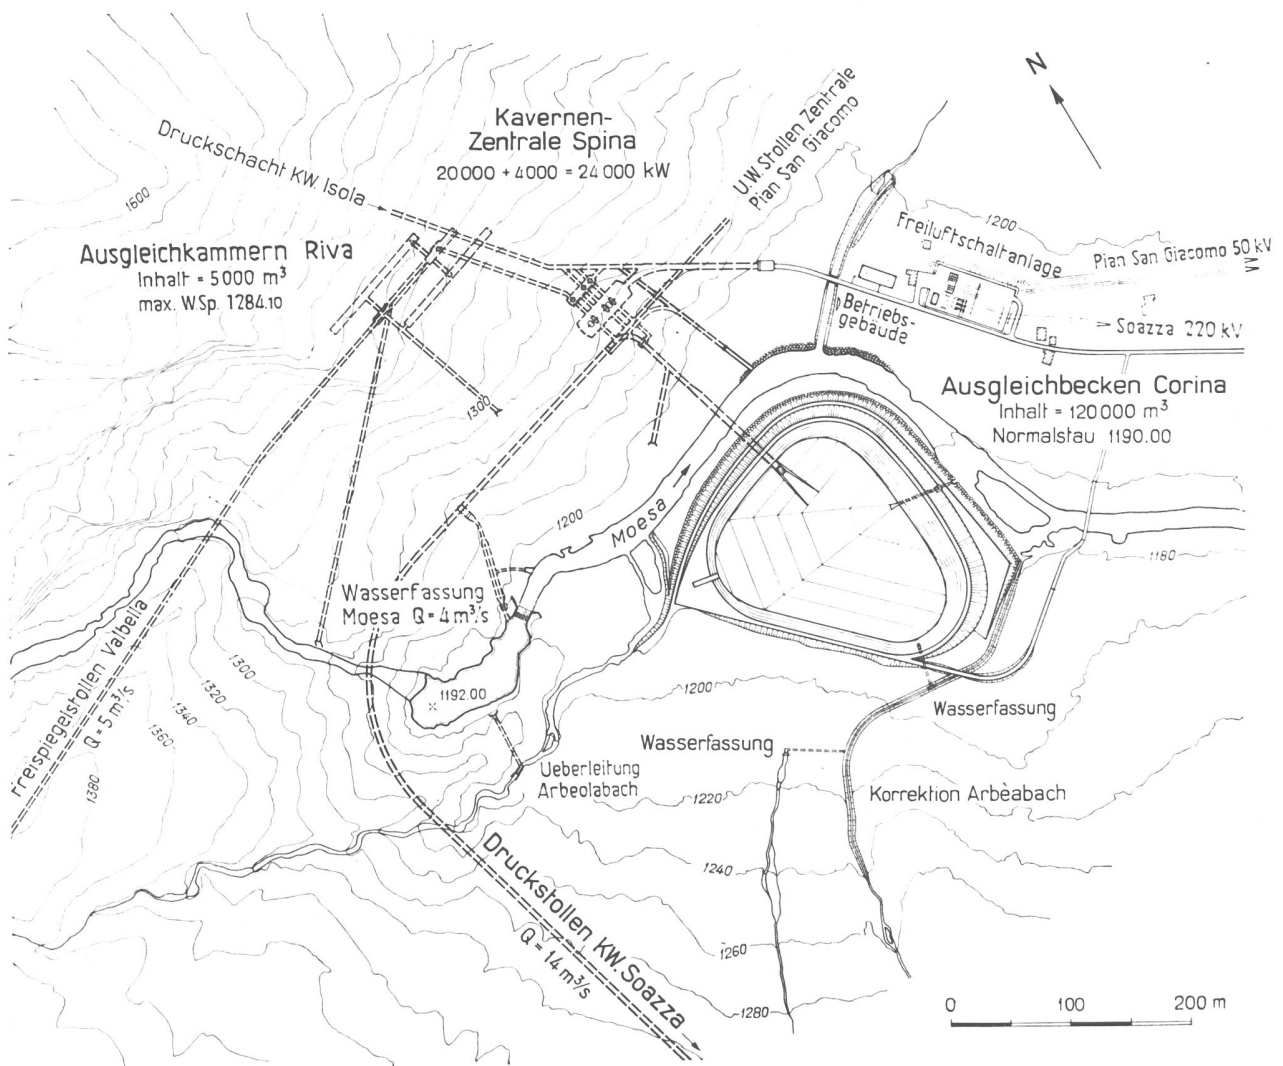 N
Kavernen-
Zentrale Spina
20000 + 4000 = 24000 kW
U.W. Stollen Zentrale
Pian San Giacomo
Druckschacht KW. Isola
1600
Ausgleichkammern Riva
Inhalt = 5000 m³
max. W.Sp. 1284.10
1200
Freiluftschaltanlage
Pian San Giacomo 50 kV
Betriebs-
gebäude
Soazza 220 kV
Ausgleichbecken Corina
Inhalt = 120000 m³
Normalstau 1190.00
1300
1200
Moesa
1180
Wasserfassung
Moesa Q = 4 m³/s
Freispiegelstollen Valbella
Q = 5 m³/s
1300
1320
1340
1360
1380
1192.00
1200
Wasserfassung
Wasserfassung
Ueberleitung
Arbeolabach
1220
Korrektion Arbèabach
Druckstollen KW. Soazza
Q = 14 m³/s
1240
1260
1280
0 100 200 m